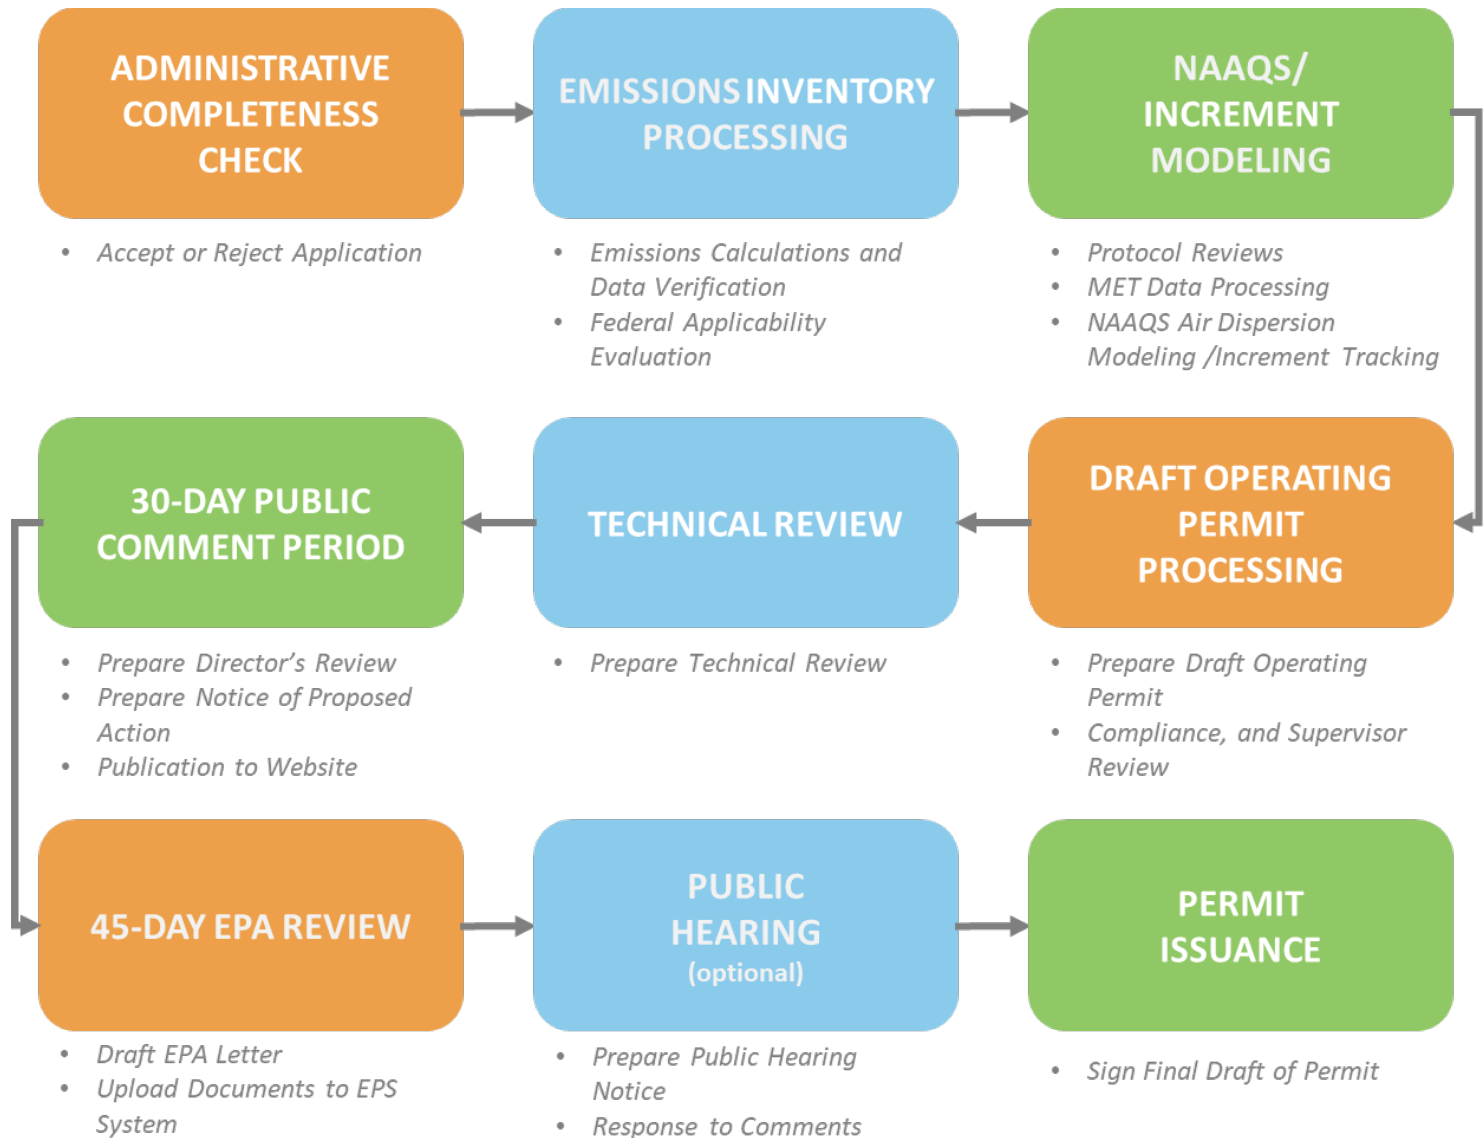 ADMINISTRATIVE
COMPLETENESS
CHECK
• Accept or Reject Application
EMISSIONS INVENTORY
PROCESSING
• Emissions Calculations and
Data Verification
• Federal Applicability
Evaluation
NAAQS/
INCREMENT
MODELING
• Protocol Reviews
• MET Data Processing
• NAAQS Air Dispersion
Modeling /Increment Tracking
DRAFT OPERATING
PERMIT
PROCESSING
• Prepare Draft Operating
Permit
• Compliance, and Supervisor
Review
TECHNICAL REVIEW
• Prepare Technical Review
30-DAY PUBLIC
COMMENT PERIOD
• Prepare Director’s Review
• Prepare Notice of Proposed
Action
• Publication to Website
45-DAY EPA REVIEW
• Draft EPA Letter
• Upload Documents to EPS
System
PUBLIC
HEARING
(optional)
• Prepare Public Hearing
Notice
• Response to Comments
PERMIT
ISSUANCE
• Sign Final Draft of Permit